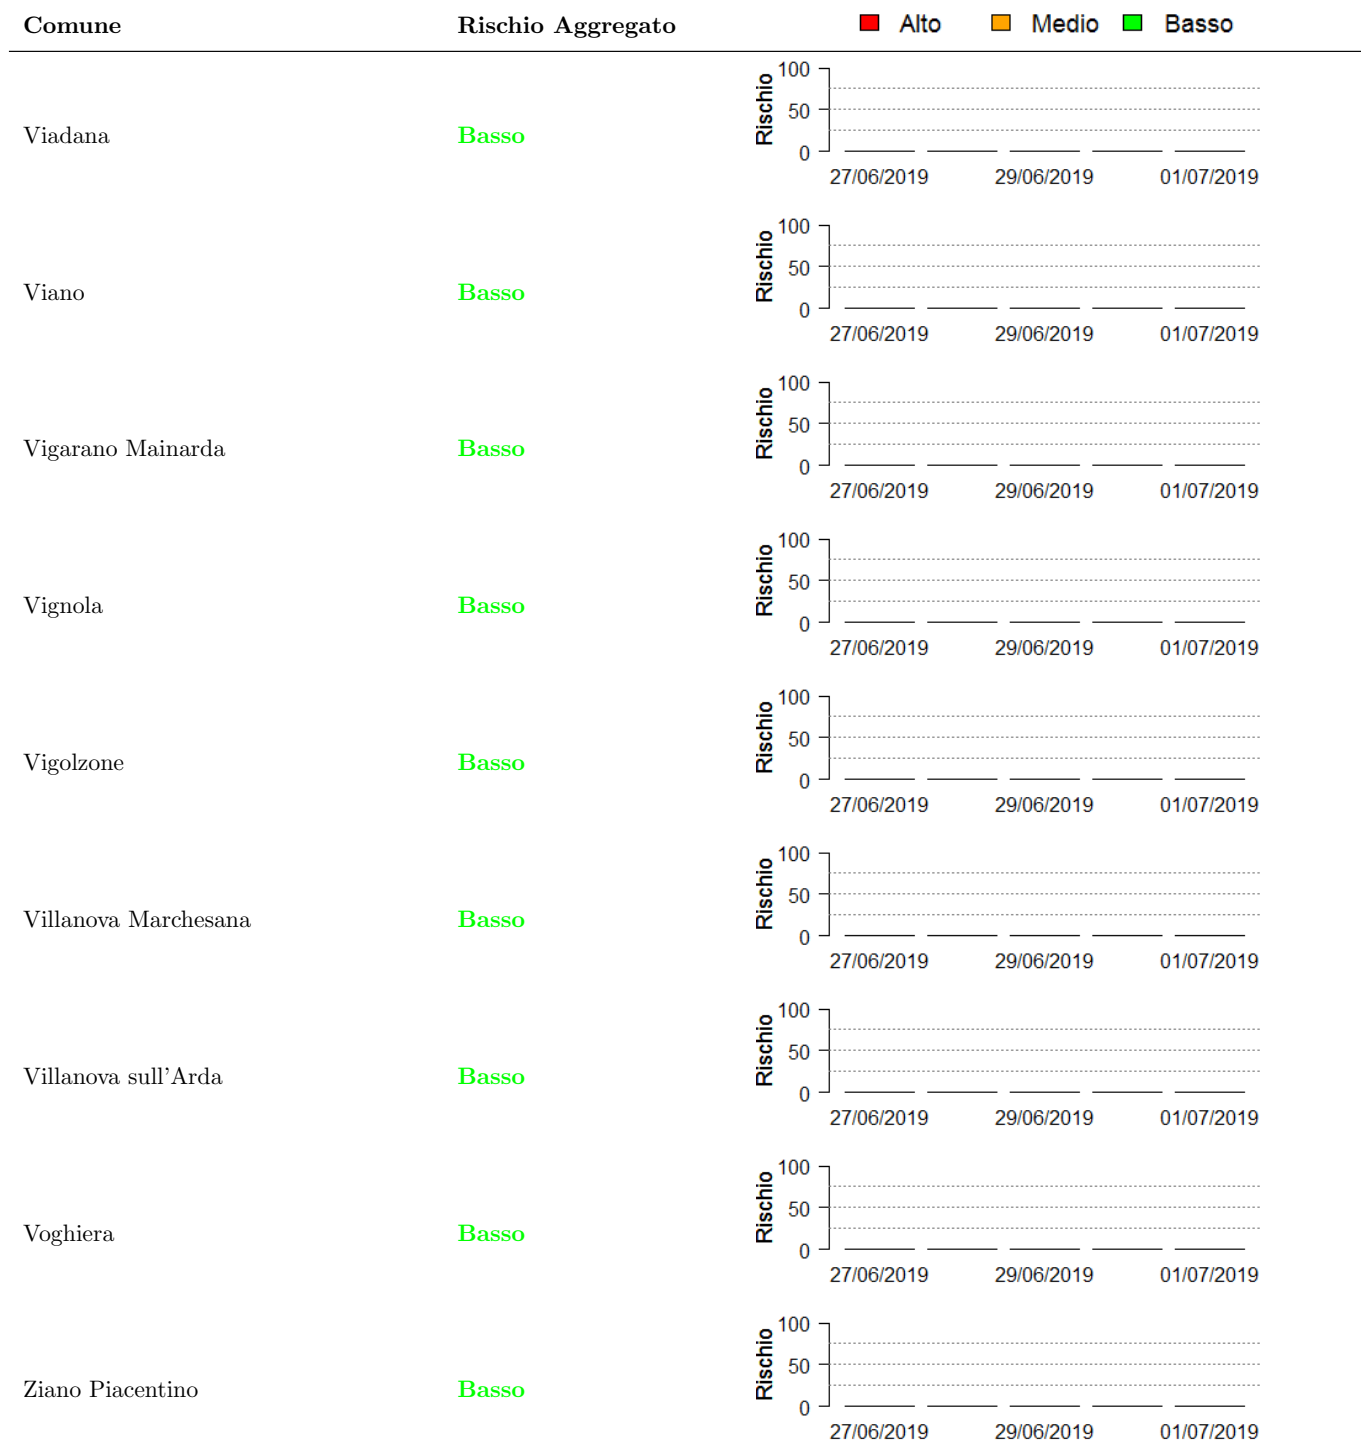 Comune Rischio Aggregato Alto Medio Basso
Viadana Basso
Rischio
100
50
0
27/06/2019 29/06/2019 01/07/2019
Viano Basso
Rischio
100
50
0
27/06/2019 29/06/2019 01/07/2019
Vigarano Mainarda Basso
Rischio
100
50
0
27/06/2019 29/06/2019 01/07/2019
Vignola Basso
Rischio
100
50
0
27/06/2019 29/06/2019 01/07/2019
Vigolzone Basso
Rischio
100
50
0
27/06/2019 29/06/2019 01/07/2019
Villanova Marchesana Basso
Rischio
100
50
0
27/06/2019 29/06/2019 01/07/2019
Villanova sull'Arda Basso
Rischio
100
50
0
27/06/2019 29/06/2019 01/07/2019
Voghiera Basso
Rischio
100
50
0
27/06/2019 29/06/2019 01/07/2019
Ziano Piacentino Basso
Rischio
100
50
0
27/06/2019 29/06/2019 01/07/2019